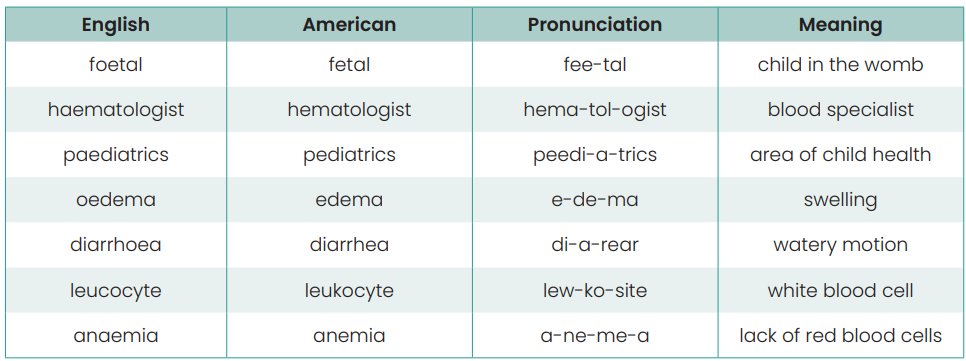 English American Pronunciation Meaning
foetal fetal fee-tal child in the womb
haematologist hematologist hema-tol-ogist blood specialist
paediatrics pediatrics peedi-a-trics area of child health
oedema edema e-de-ma swelling
diarrhoea diarrhea di-a-rear watery motion
leucocyte leukocyte lew-ko-site white blood cell
anaemia anemia a-ne-me-a lack of red blood cells